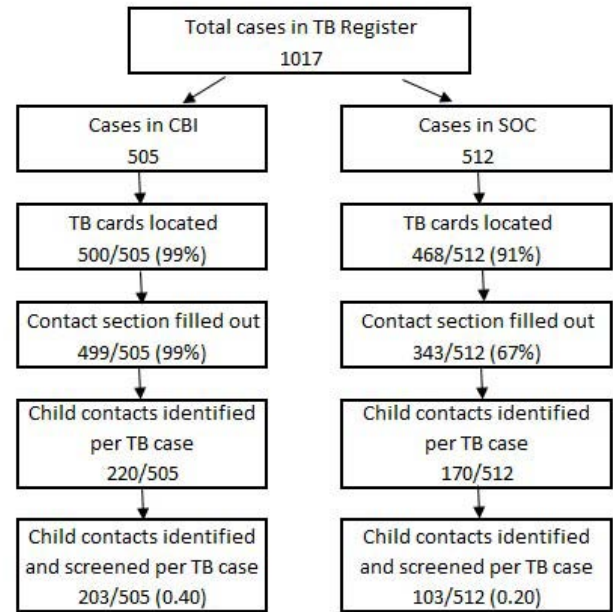 Total cases in TB Register
1017
Cases in CBI
505
Cases in SOC
512
TB cards located
500/505 (99%)
TB cards located
468/512 (91%)
Contact section filled out
499/505 (99%)
Contact section filled out
343/512 (67%)
Child contacts identified
per TB case
220/505
Child contacts identified
per TB case
170/512
Child contacts identified
and screened per TB case
203/505 (0.40)
Child contacts identified
and screened per TB case
103/512 (0.20)